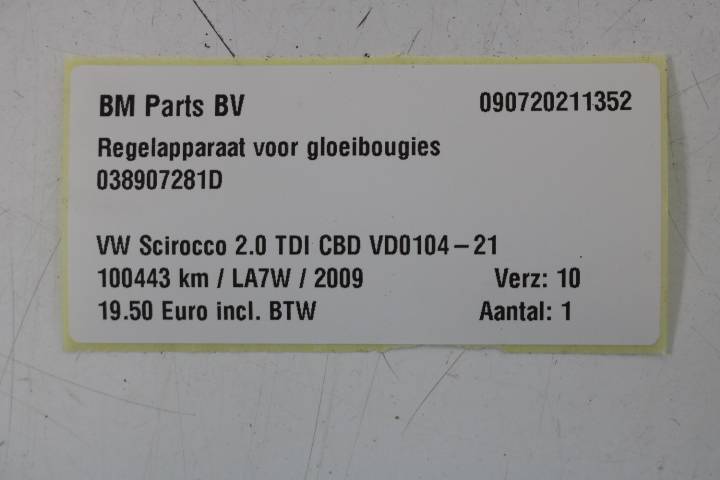 BM Parts BV 090720211352
Regelapparaat voor gloeibougies
038907281D
VW Scirocco 2.0 TDI CBD VD0104-21
100443 km / LA7W / 2009 Verz: 10
19.50 Euro incl. BTW Aantal: 1